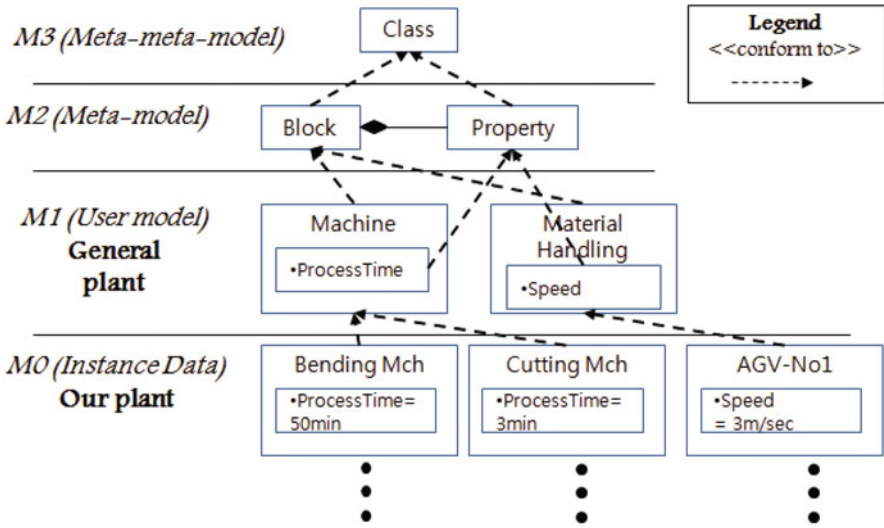 M3 (Meta-meta-model)
Class
Legend
<<conform to>>
M2 (Meta-model)
Block
Property
M1 (User model)
General
plant
Machine
•ProcessTime
Material
Handling
•Speed
M0 (Instance Data)
Our plant
Bending Mch
•ProcessTime=
50min
Cutting Mch
•ProcessTime=
3min
AGV-No1
•Speed
= 3m/sec